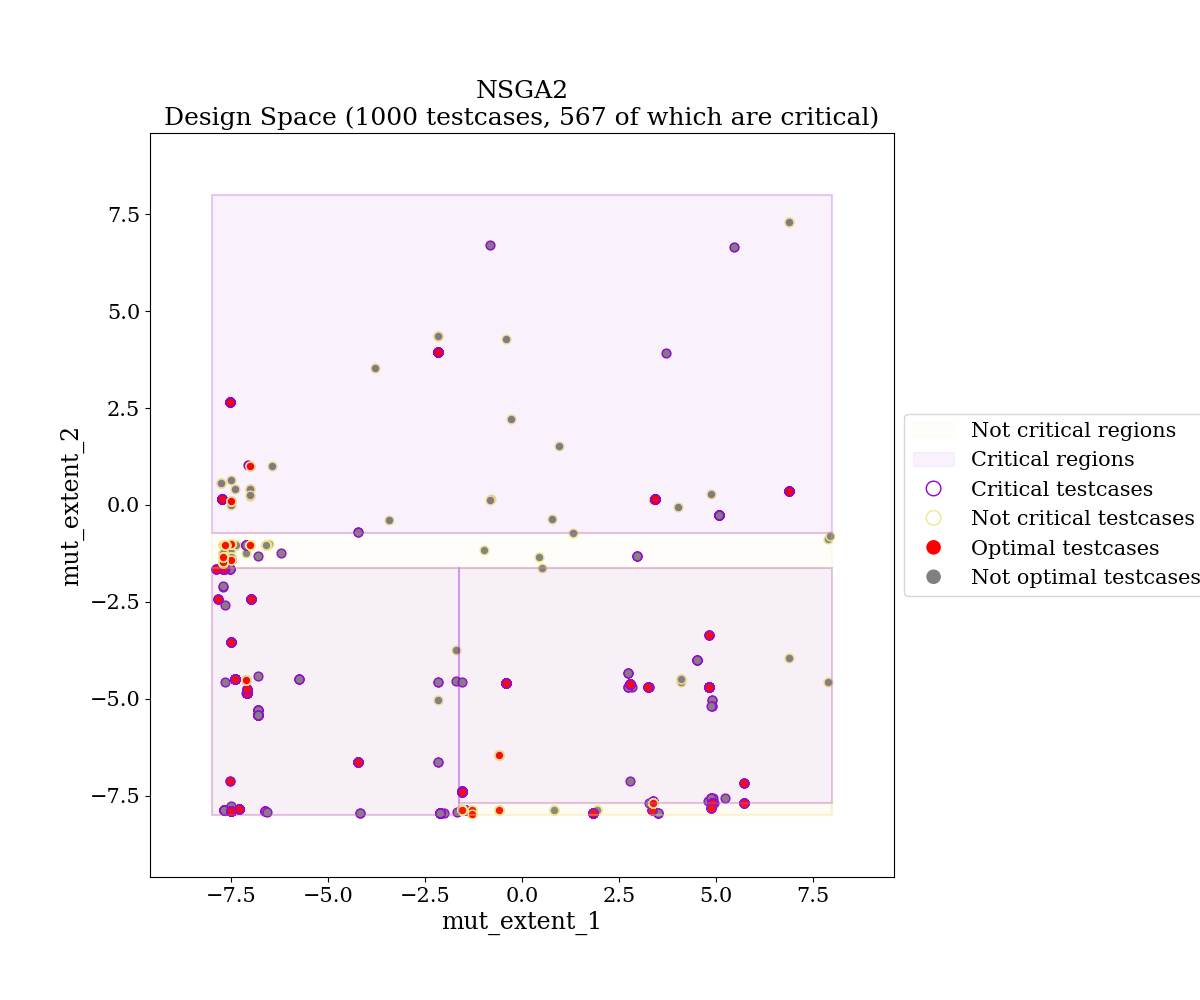 NSGA2
Design Space (1000 testcases, 567 of which are critical)
mut_extent_2
7.5
5.0
2.5
0.0
−2.5
−5.0
−7.5
−7.5
−5.0
−2.5
0.0
2.5
5.0
7.5
mut_extent_1
Not critical regions
Critical regions
Critical testcases
Not critical testcases
Optimal testcases
Not optimal testcases